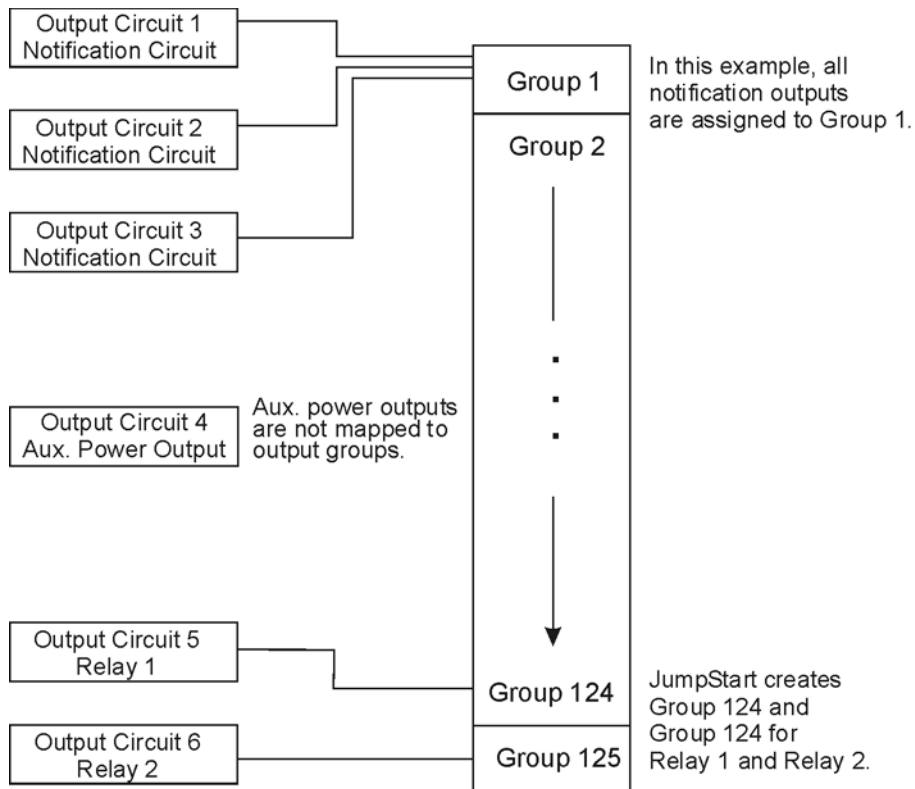 Output Circuit 1
Notification Circuit
Group 1
In this example, all
notification outputs
are assigned to Group 1.
Output Circuit 2
Notification Circuit
Group 2
Output Circuit 3
Notification Circuit
Output Circuit 4
Aux. Power Output
Aux. power outputs
are not mapped to
output groups.
Output Circuit 5
Relay 1
Group 124
JumpStart creates
Group 124 and
Group 124 for
Relay 1 and Relay 2.
Output Circuit 6
Relay 2
Group 125